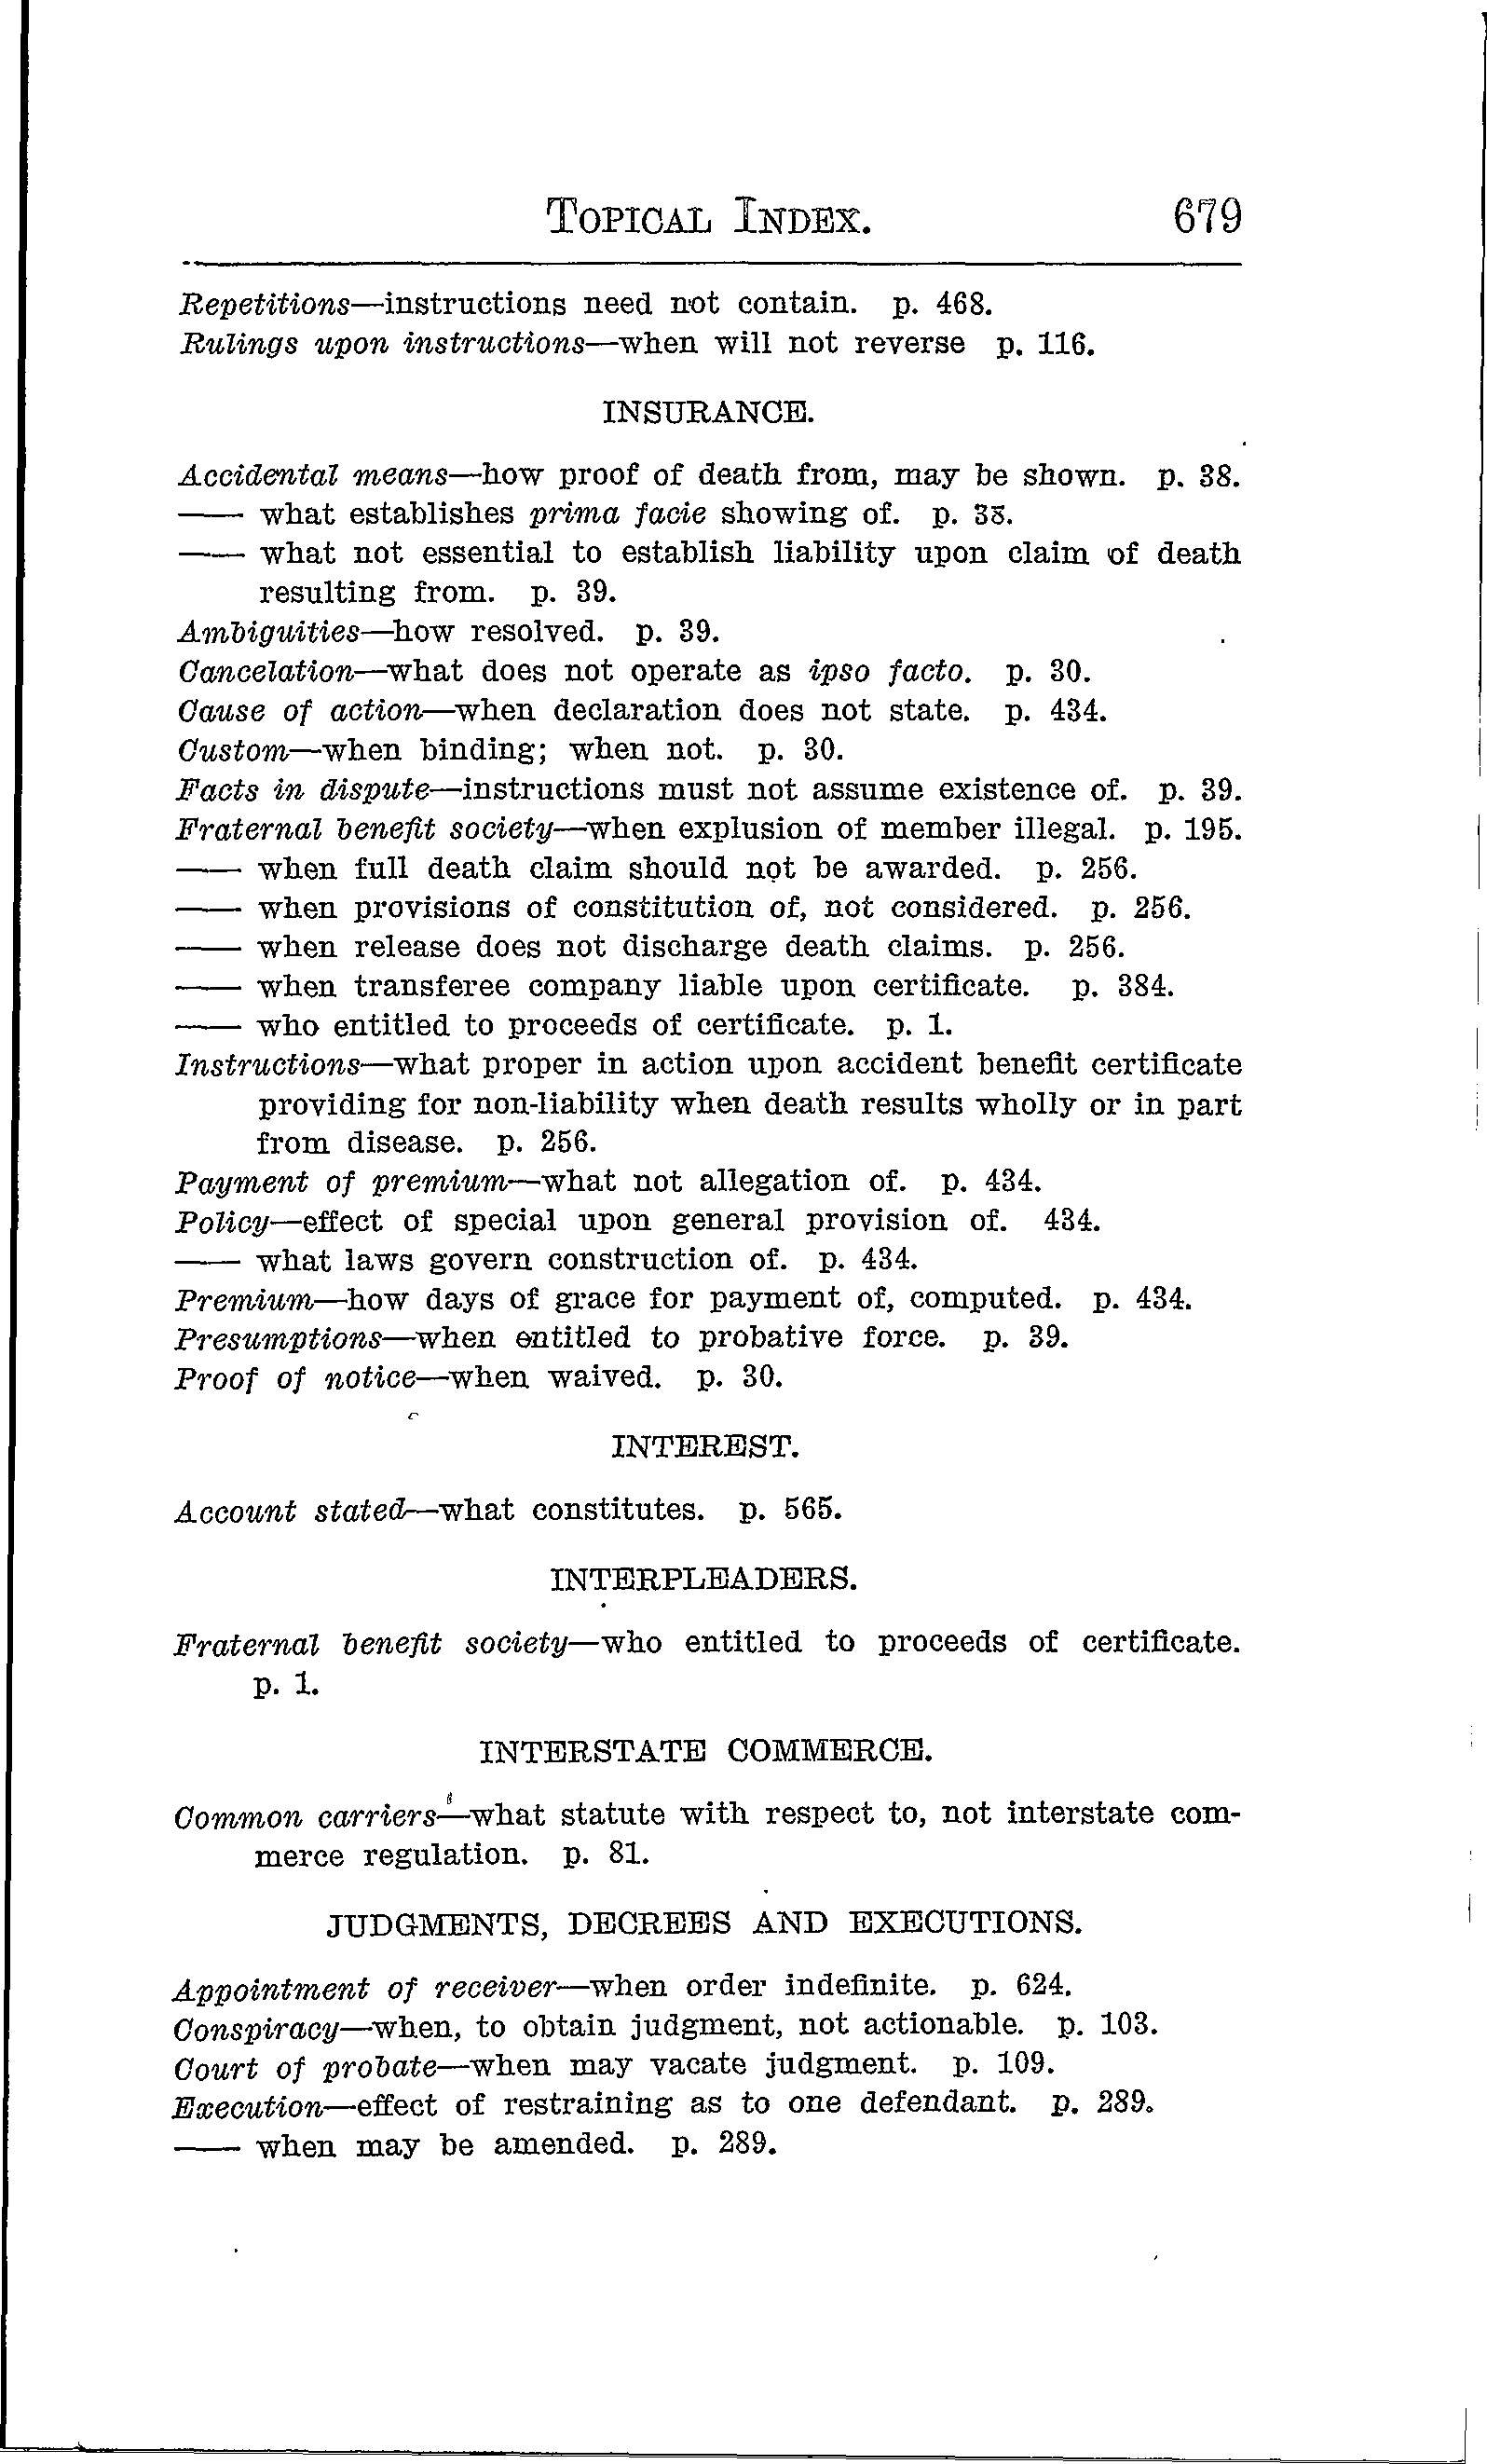 TOPICAL INDEX. 679
Repetitions—instructions need not contain. p. 468.
Rulings upon instructions—when will not reverse p. 116.
INSURANCE.
Accidental means—how proof of death from, may be shown. p. 38.
—— what establishes prima facie showing of. p. 38.
—— what not essential to establish liability upon claim of death
resulting from. p. 39.
Ambiguities—how resolved. p. 39.
Cancelation—what does not operate as ipso facto. p. 30.
Cause of action—when declaration does not state. p. 434.
Custom—when binding; when not. p. 30.
Facts in dispute—instructions must not assume existence of. p. 39.
Fraternal benefit society—when explusion of member illegal. p. 195.
—— when full death claim should not be awarded. p. 256.
—— when provisions of constitution of, not considered. p. 256.
—— when release does not discharge death claims. p. 256.
—— when transferee company liable upon certificate. p. 384.
—— who entitled to proceeds of certificate. p. 1.
Instructions—what proper in action upon accident benefit certificate
providing for non-liability when death results wholly or in part
from disease. p. 256.
Payment of premium—what not allegation of. p. 434.
Policy—effect of special upon general provision of. 434.
—— what laws govern construction of. p. 434.
Premium—how days of grace for payment of, computed. p. 434.
Presumptions—when entitled to probative force. p. 39.
Proof of notice—when waived. p. 30.
INTEREST.
Account stated—what constitutes. p. 565.
INTERPLEADERS.
Fraternal benefit society—who entitled to proceeds of certificate.
p. 1.
INTERSTATE COMMERCE.
Common carriers—what statute with respect to, not interstate com-
merce regulation. p. 81.
JUDGMENTS, DECREES AND EXECUTIONS.
Appointment of receiver—when order indefinite. p. 624.
Conspiracy—when, to obtain judgment, not actionable. p. 103.
Court of probate—when may vacate judgment. p. 109.
Execution—effect of restraining as to one defendant. p. 289.
—— when may be amended. p. 289.